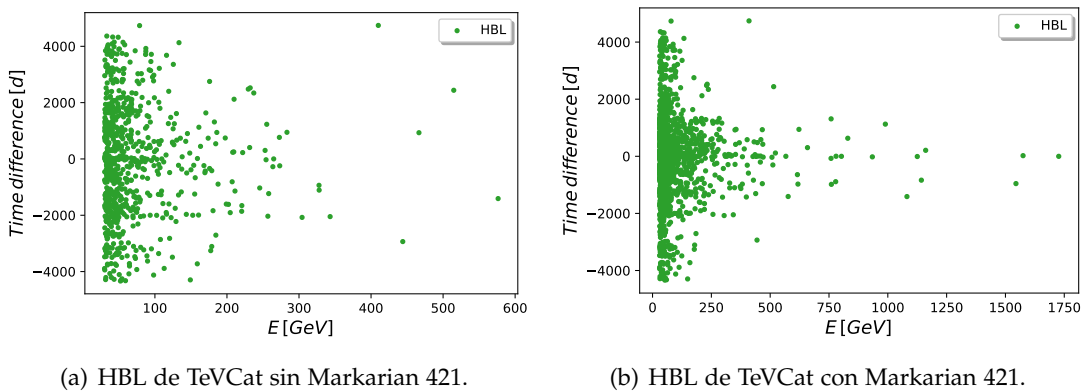 HBL
4000
2000
0
−2000
−4000
Time difference [d]
100 200 300 400 500 600
E [GeV]
(a) HBL de TeVCat sin Markarian 421.
HBL
4000
2000
0
−2000
−4000
Time difference [d]
0 250 500 750 1000 1250 1500 1750
E [GeV]
(b) HBL de TeVCat con Markarian 421.